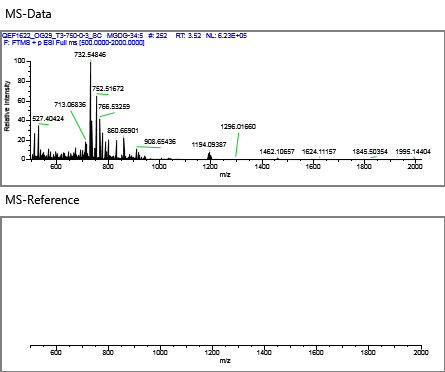 MS-Data
QEF1622_OG29_T3-750-0-3_BC MGDG-34:5 #: 252 RT: 3.52 NL: 6.23E+05
F: FTMS + p ESI Full ms [500.0000-2000.0000]
Relative Intensity
100
80
60
40
20
0
732.54846
752.51672
713.06836
766.53259
527.40424
860.66901
908.65436
1194.09387
1296.01660
1462.10657
1624.11157
1845.50354
1995.14404
600 800 1000 1200 1400 1600 1800 2000
m/z
MS-Reference
600 800 1000 1200 1400 1600 1800 2000
m/z